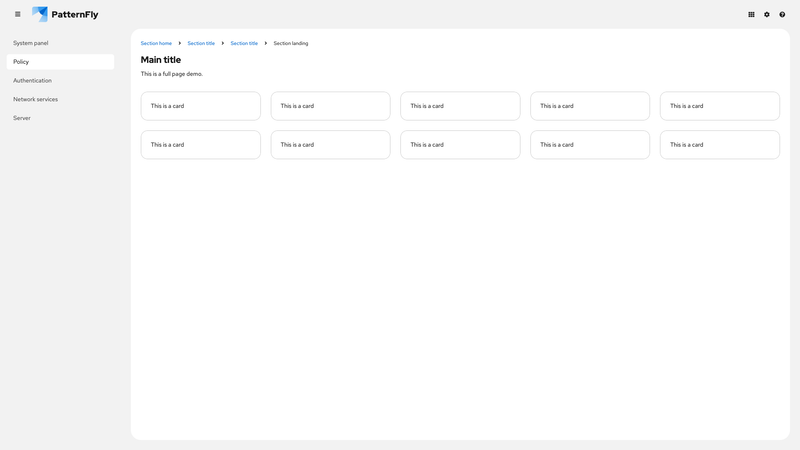 PatternFly
System panel
Policy
Authentication
Network services
Server
Section home Section title Section title Section landing
Main title
This is a full page demo.
This is a card This is a card This is a card This is a card This is a card
This is a card This is a card This is a card This is a card This is a card